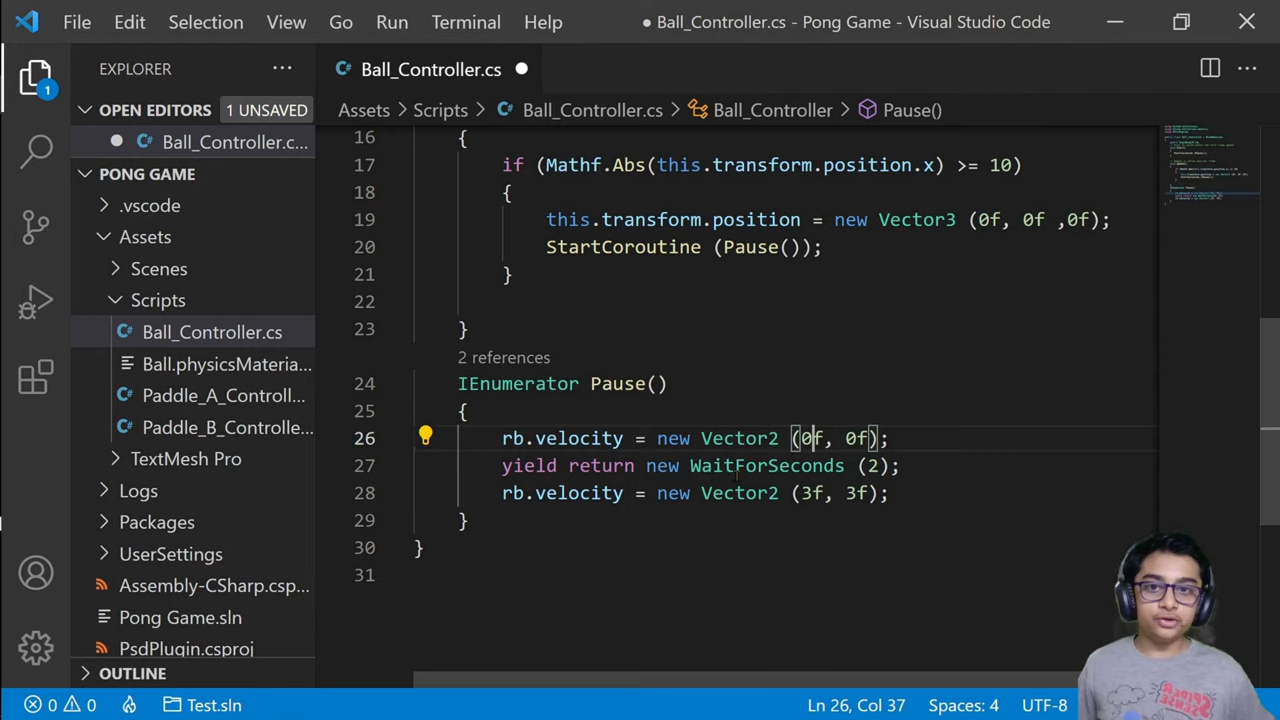 File Edit Selection View Go Run Terminal Help ● Ball_Controller.cs - Pong Game - Visual Studio Code
EXPLORER ...
Ball_Controller.cs ●
OPEN EDITORS 1 UNSAVED
● Ball_Controller.c...
PONG GAME
.vscode
Assets
Scenes
Scripts
Ball_Controller.cs
Ball.physicsMateria...
Paddle_A_Controll...
Paddle_B_Controlle...
TextMesh Pro
Logs
Packages
UserSettings
Assembly-CSharp.csp...
Pong Game.sln
PsdPlugin.csproj
OUTLINE
1
Assets > Scripts > Ball_Controller.cs > Ball_Controller > Pause()
16 {
17 if (Mathf.Abs(this.transform.position.x) >= 10)
18 {
19 this.transform.position = new Vector3 (0f, 0f ,0f);
20 StartCoroutine (Pause());
21 }
22
23 }
2 references
24 IEnumerator Pause()
25 {
26 rb.velocity = new Vector2 (0f, 0f);
27 yield return new WaitForSeconds (2);
28 rb.velocity = new Vector2 (3f, 3f);
29 }
30 }
31
0 0 Test.sln Ln 26, Col 37 Spaces: 4 UTF-8